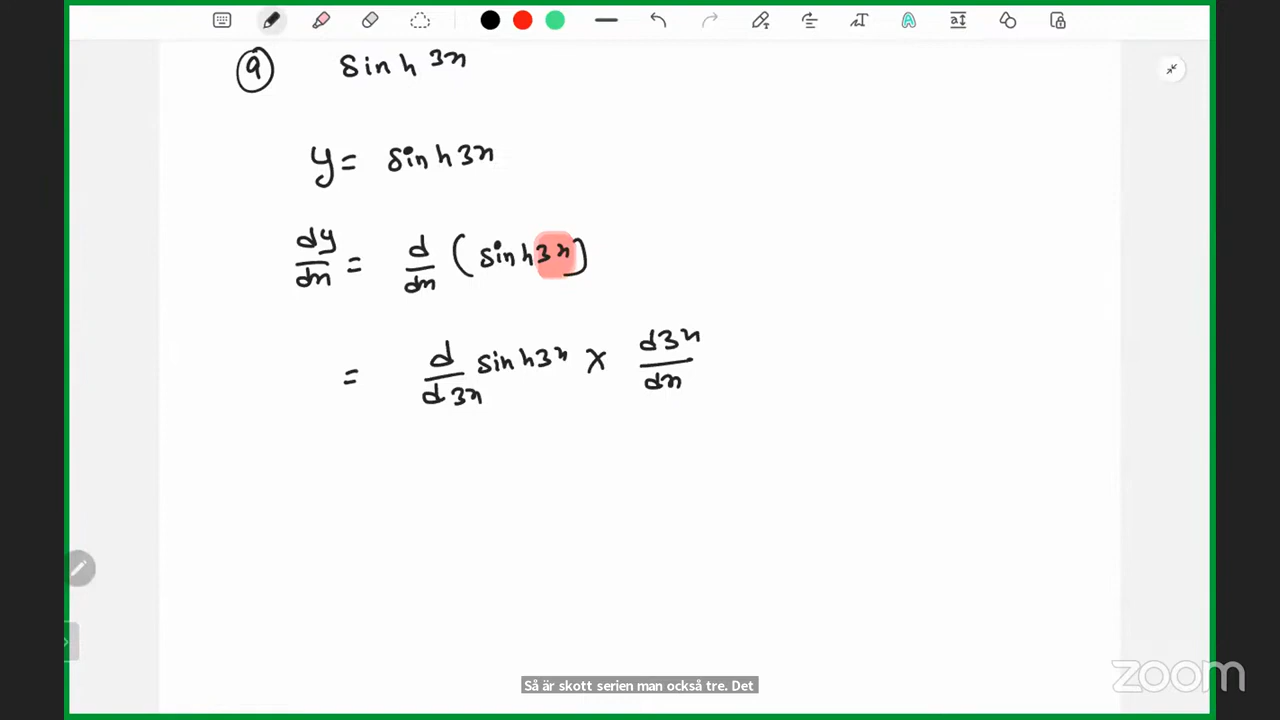 9 sinh 3x
y = sinh 3x
dy/dx = d/dx (sinh 3x)
= d/d3x sinh 3x × d3x/dx
Så är skott serien man också tre. Det
zoom